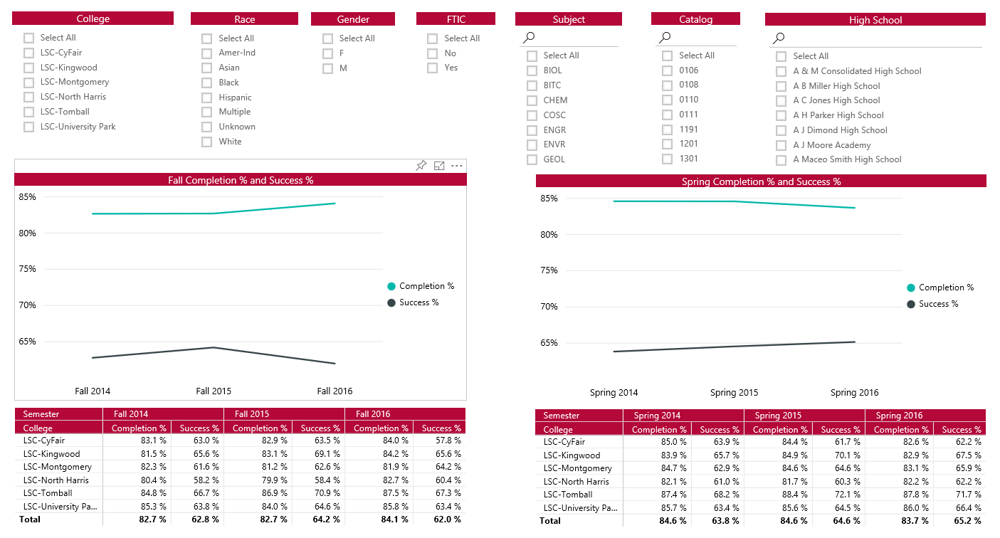 College
Select All
LSC-CyFair
LSC-Kingwood
LSC-Montgomery
LSC-North Harris
LSC-Tomball
LSC-University Park
Race
Select All
Amer-Ind
Asian
Black
Hispanic
Multiple
Unknown
White
Gender
Select All
F
M
FTIC
Select All
No
Yes
Subject
Select All
BIOL
BITC
CHEM
COSC
ENGR
ENVR
GEOL
Catalog
Select All
0106
0108
0110
0111
1191
1201
1301
High School
Select All
A & M Consolidated High School
A B Miller High School
A C Jones High School
A H Parker High School
A J Dimond High School
A J Moore Academy
A Maceo Smith High School
Fall Completion % and Success %
85%
80%
75%
70%
65%
Fall 2014 Fall 2015 Fall 2016
Completion %
Success %
Semester Fall 2014 Fall 2015 Fall 2016
College Completion % Success % Completion % Success % Completion % Success %
LSC-CyFair 83.1 % 63.0 % 82.9 % 63.5 % 84.0 % 57.8 %
LSC-Kingwood 81.5 % 65.6 % 83.1 % 69.1 % 84.2 % 65.6 %
LSC-Montgomery 82.3 % 61.6 % 81.2 % 62.6 % 81.9 % 64.2 %
LSC-North Harris 80.4 % 58.2 % 79.9 % 58.4 % 82.7 % 60.4 %
LSC-Tomball 84.8 % 66.7 % 86.9 % 70.9 % 87.5 % 67.3 %
LSC-University Pa... 85.3 % 63.8 % 84.0 % 64.6 % 85.8 % 63.4 %
Total 82.7 % 62.8 % 82.7 % 64.2 % 84.1 % 62.0 %
Spring Completion % and Success %
85%
80%
75%
70%
65%
Spring 2014 Spring 2015 Spring 2016
Completion %
Success %
Semester Spring 2014 Spring 2015 Spring 2016
College Completion % Success % Completion % Success % Completion % Success %
LSC-CyFair 85.0 % 63.9 % 84.4 % 61.7 % 82.6 % 62.2 %
LSC-Kingwood 83.9 % 65.7 % 84.9 % 70.1 % 82.9 % 67.5 %
LSC-Montgomery 84.7 % 62.9 % 84.6 % 64.6 % 83.1 % 65.9 %
LSC-North Harris 82.1 % 61.0 % 81.7 % 60.3 % 82.2 % 62.2 %
LSC-Tomball 87.4 % 68.2 % 88.4 % 72.1 % 87.8 % 71.7 %
LSC-University Pa... 85.7 % 63.4 % 85.6 % 64.5 % 86.0 % 66.4 %
Total 84.6 % 63.8 % 84.6 % 64.6 % 83.7 % 65.2 %